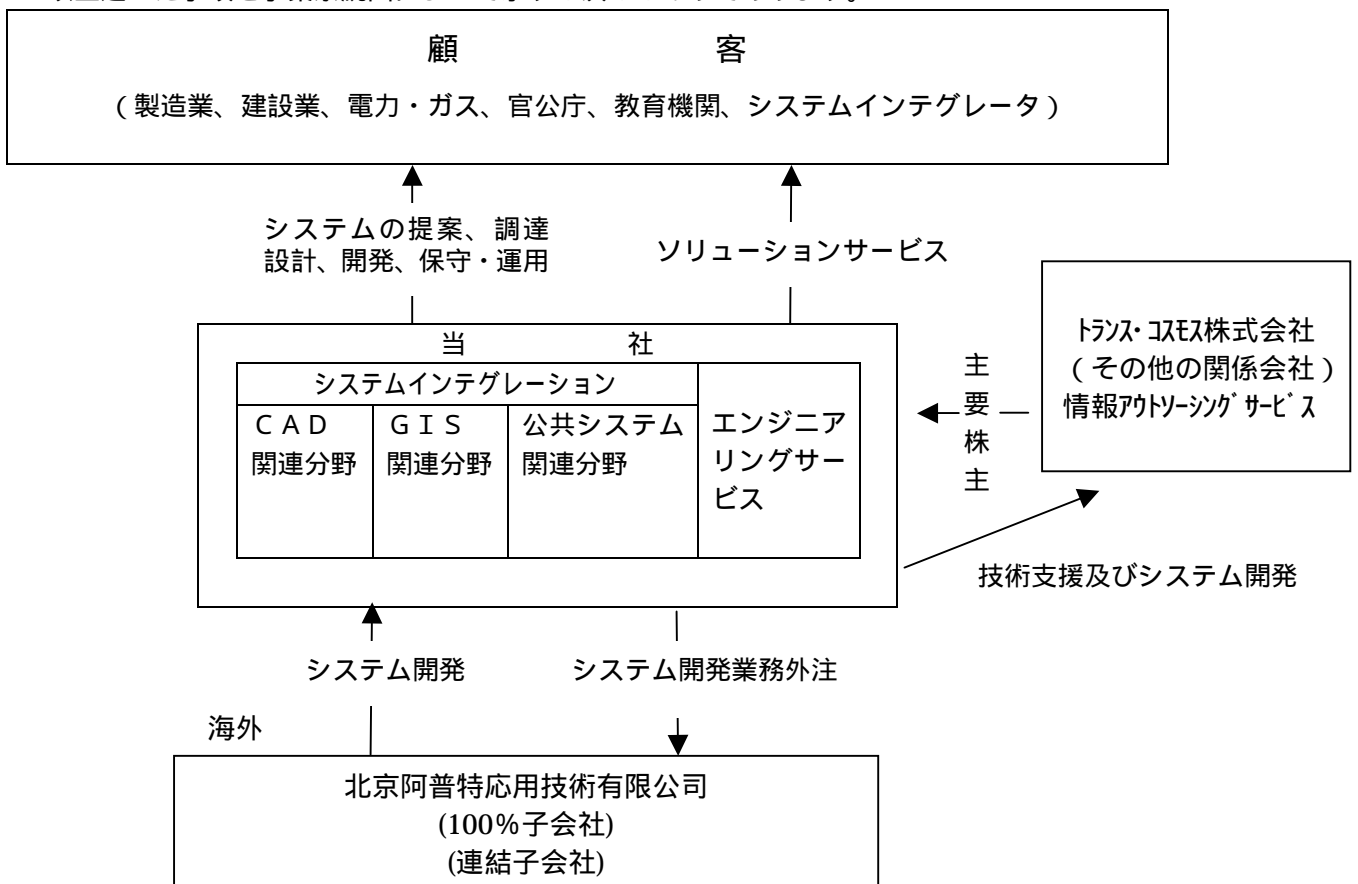 顧　客
(製造業、建設業、電力・ガス、官公庁、教育機関、システムインテグレータ)
システムの提案、調達
設計、開発、保守・運用
ソリューションサービス
当　社
システムインテグレーション
ＣＡＤ
関連分野
ＧＩＳ
関連分野
公共システム
関連分野
エンジニア
リングサー
ビス
主
要
株
主
ﾄﾗﾝｽ･ｺｽﾓｽ株式会社
(その他の関係会社)
情報ｱｳﾄｿｰｼﾝｸﾞｻｰﾋﾞｽ
技術支援及びシステム開発
システム開発
システム開発業務外注
海外
北京阿普特応用技術有限公司
(100%子会社)
(連結子会社)